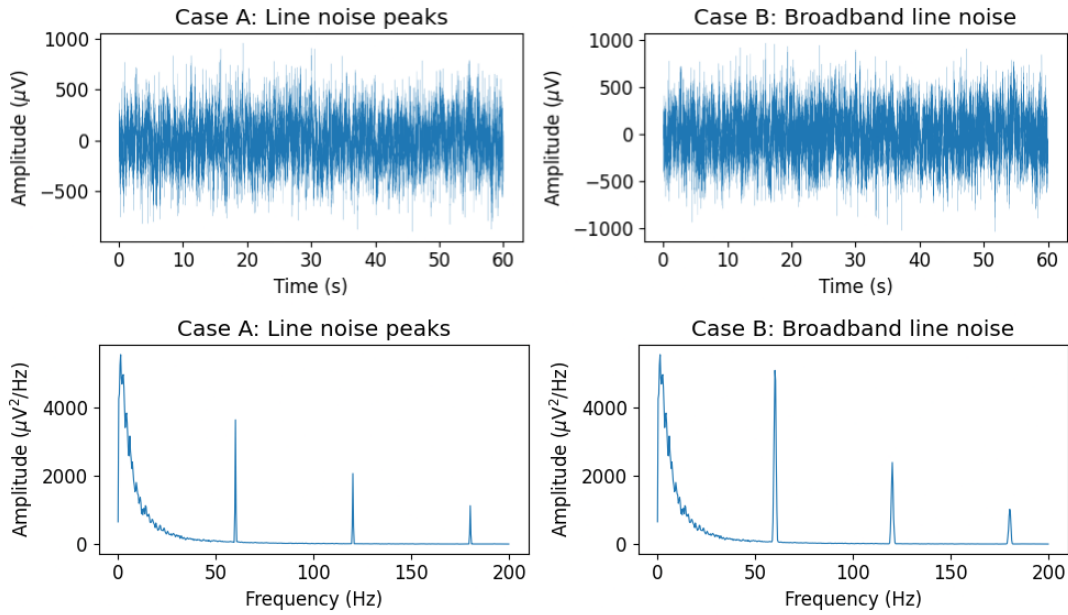 Case A: Line noise peaks
Case B: Broadband line noise
1000
500
0
−500
Amplitude (μV)
0 10 20 30 40 50 60
Time (s)
1000
500
0
−500
−1000
Amplitude (μV)
0 10 20 30 40 50 60
Time (s)
Case A: Line noise peaks
Case B: Broadband line noise
4000
2000
0
Amplitude (μV²/Hz)
0 50 100 150 200
Frequency (Hz)
4000
2000
0
Amplitude (μV²/Hz)
0 50 100 150 200
Frequency (Hz)